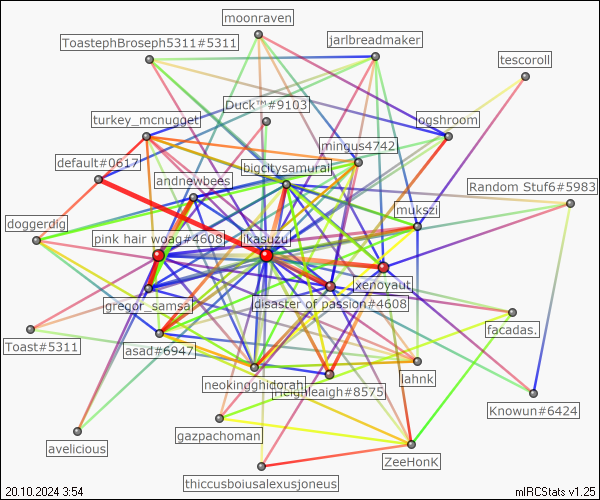 moonraven
ToastephBroseph5311#5311
jarlbreadmaker
tescoroll
Duck™#9103
turkey_mcnugget
ogshroom
mingus4742
default#0617
bigcitysamurai
andnewbees
Random Stuf6#5983
mukszi
doggerdig
pink hair woag#4608
ikasuzu
xenoyaut
disaster of passion#4608
gregor_samsa
facadas.
Toast#5311
asad#6947
lahnk
neokingghidorah
neighleaigh#8575
Knowun#6424
gazpachoman
avelicious
ZeeHonK
thiccusboiusalexusjoneus
20.10.2024 3:54
mIRCStats v1.25